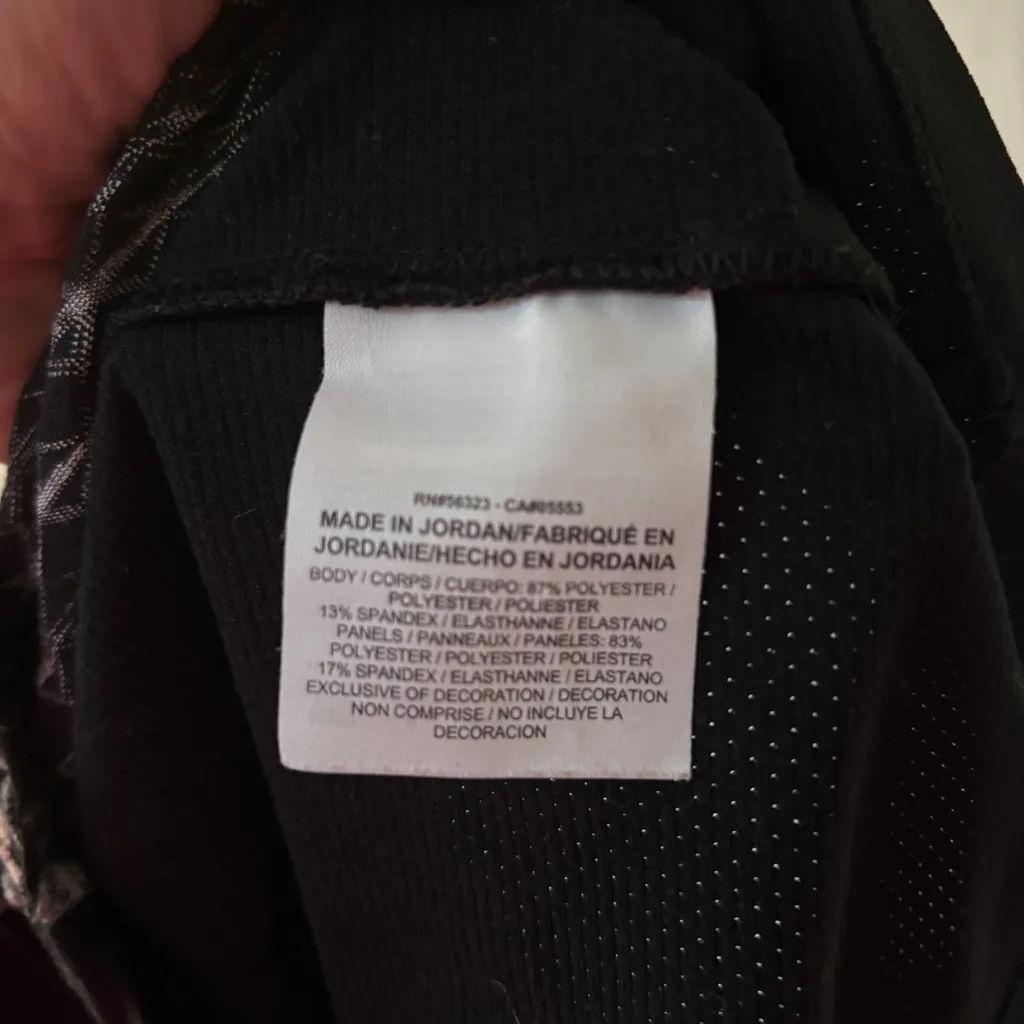 RN#56323 - CA#05553
MADE IN JORDAN/FABRIQUÉ EN
JORDANIE/HECHO EN JORDANIA
BODY / CORPS / CUERPO: 87% POLYESTER /
POLYESTER / POLIESTER
13% SPANDEX / ELASTHANNE / ELASTANO
PANELS / PANNEAUX / PANELES: 83%
POLYESTER / POLYESTER / POLIESTER
17% SPANDEX / ELASTHANNE / ELASTANO
EXCLUSIVE OF DECORATION / DECORATION
NON COMPRISE / NO INCLUYE LA
DECORACION